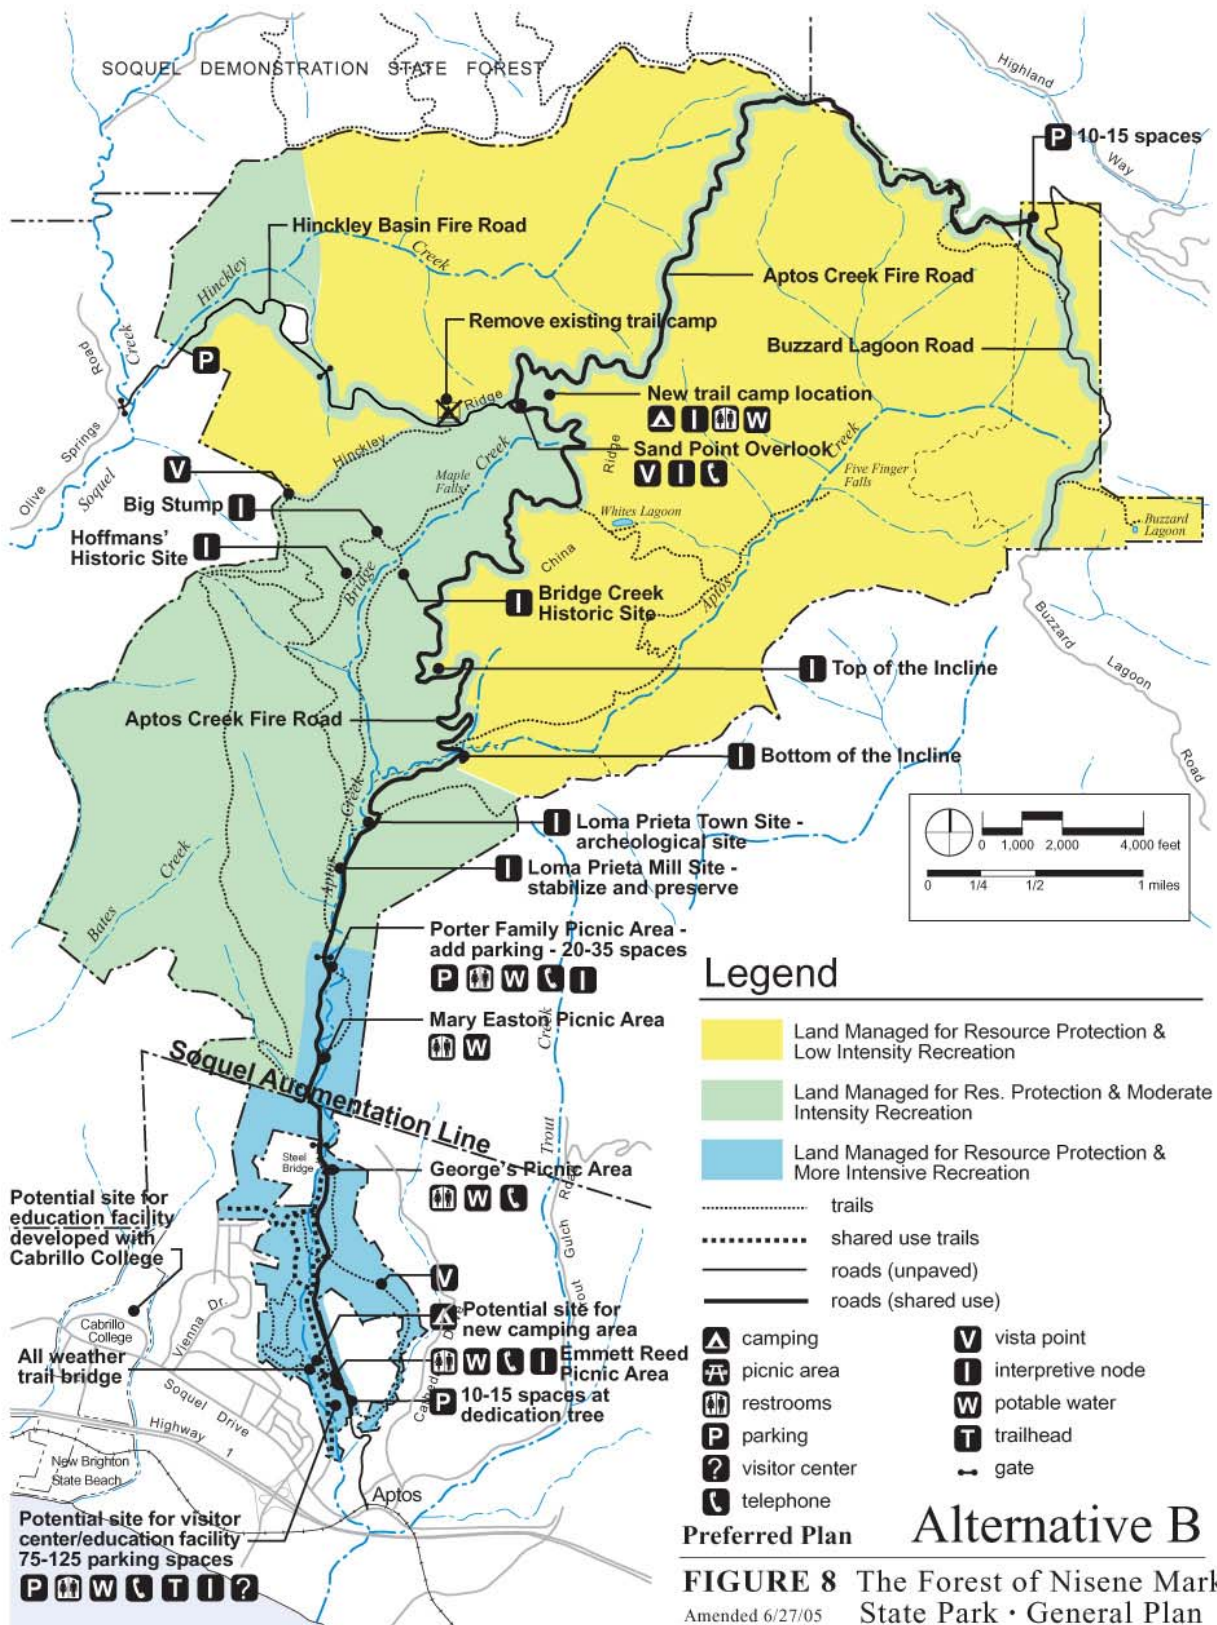 SOQUEL DEMONSTRATION STATE FOREST
Highland
Way
P 10-15 spaces
Hinckley Basin Fire Road
Hinckley
Creek
Aptos Creek Fire Road
Remove existing trail camp
Buzzard Lagoon Road
Road
Creek
P
Ridge
New trail camp location
I W
Hinckley
Creek
Ridge
Sand Point Overlook
V I
Creek
Springs
Olive
Soquel
V
Maple
Falls
Five Finger
Falls
Big Stump I
Whites Lagoon
Buzzard
Lagoon
Hoffmans'
Historic Site I
China
Bridge
Aptos
I Bridge Creek
Historic Site
Buzzard
Lagoon
Road
I Top of the Incline
Aptos Creek Fire Road
I Bottom of the Incline
Creek
I Loma Prieta Town Site -
archeological site
0 1,000 2,000 4,000 feet
0 1/4 1/2 1 miles
Creek
Bates
Aptos
I Loma Prieta Mill Site -
stabilize and preserve
Porter Family Picnic Area -
add parking - 20-35 spaces
P W I
Mary Easton Picnic Area
W
Creek
Trout
Soquel Augmentation Line
Steel
Bridge
George's Picnic Area
W
Road
Gulch
Trout
Potential site for
education facility
developed with
Cabrillo College
V
Potential site for
new camping area
W I Emmett Reed
Picnic Area
P 10-15 spaces at
dedication tree
Cabrillo
College
Vienna Dr.
All weather
trail bridge
Soquel Drive
Highway 1
New Brighton
State Beach
Aptos
Potential site for visitor
center/education facility
75-125 parking spaces
P W T I ?
Legend
Land Managed for Resource Protection &
Low Intensity Recreation
Land Managed for Res. Protection & Moderate
Intensity Recreation
Land Managed for Resource Protection &
More Intensive Recreation
trails
shared use trails
roads (unpaved)
roads (shared use)
camping
picnic area
restrooms
P parking
? visitor center
telephone
V vista point
I interpretive node
W potable water
T trailhead
gate
Preferred Plan Alternative B
FIGURE 8 The Forest of Nisene Mark
Amended 6/27/05 State Park · General Plan